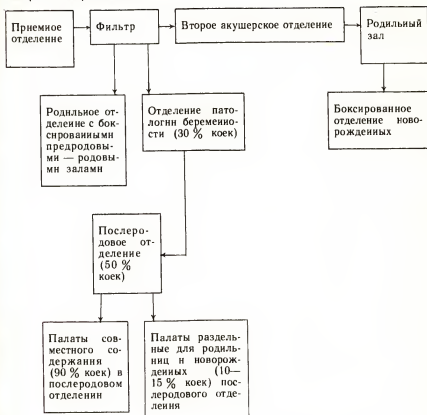 Приемное
отделение
Фильтр
Второе акушерское отделение
Родильный
зал
Родильное от-
деление с бок-
сированными
предродовы-
ми — родовы-
ми залами
Отделение пато-
логии беременно-
сти (30 % коек)
Боксированное
отделение ново-
рожденных
Послеро-
довое от-
деление
(50 %
коек)
Палаты сов-
местного со-
держания
(90 % коек) в
послеродовом
отделении
Палаты раздель-
ные для родиль-
ниц и новорож-
денных (10—
15 % коек) пос-
леродового отде-
ления